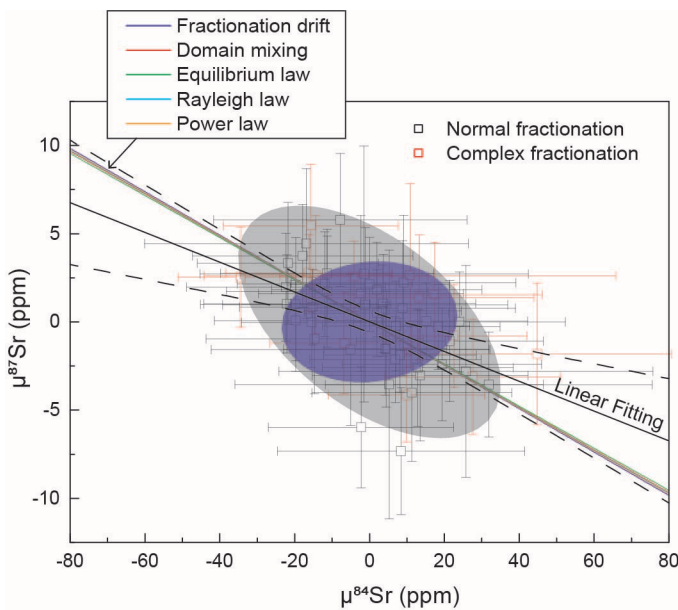 Fractionation drift
Domain mixing
Equilibrium law
Rayleigh law
Power law
Normal fractionation
Complex fractionation
10
5
0
-5
-10
μ⁸⁷Sr (ppm)
Linear Fitting
-80
-60
-40
-20
0
20
40
60
80
μ⁸⁴Sr (ppm)